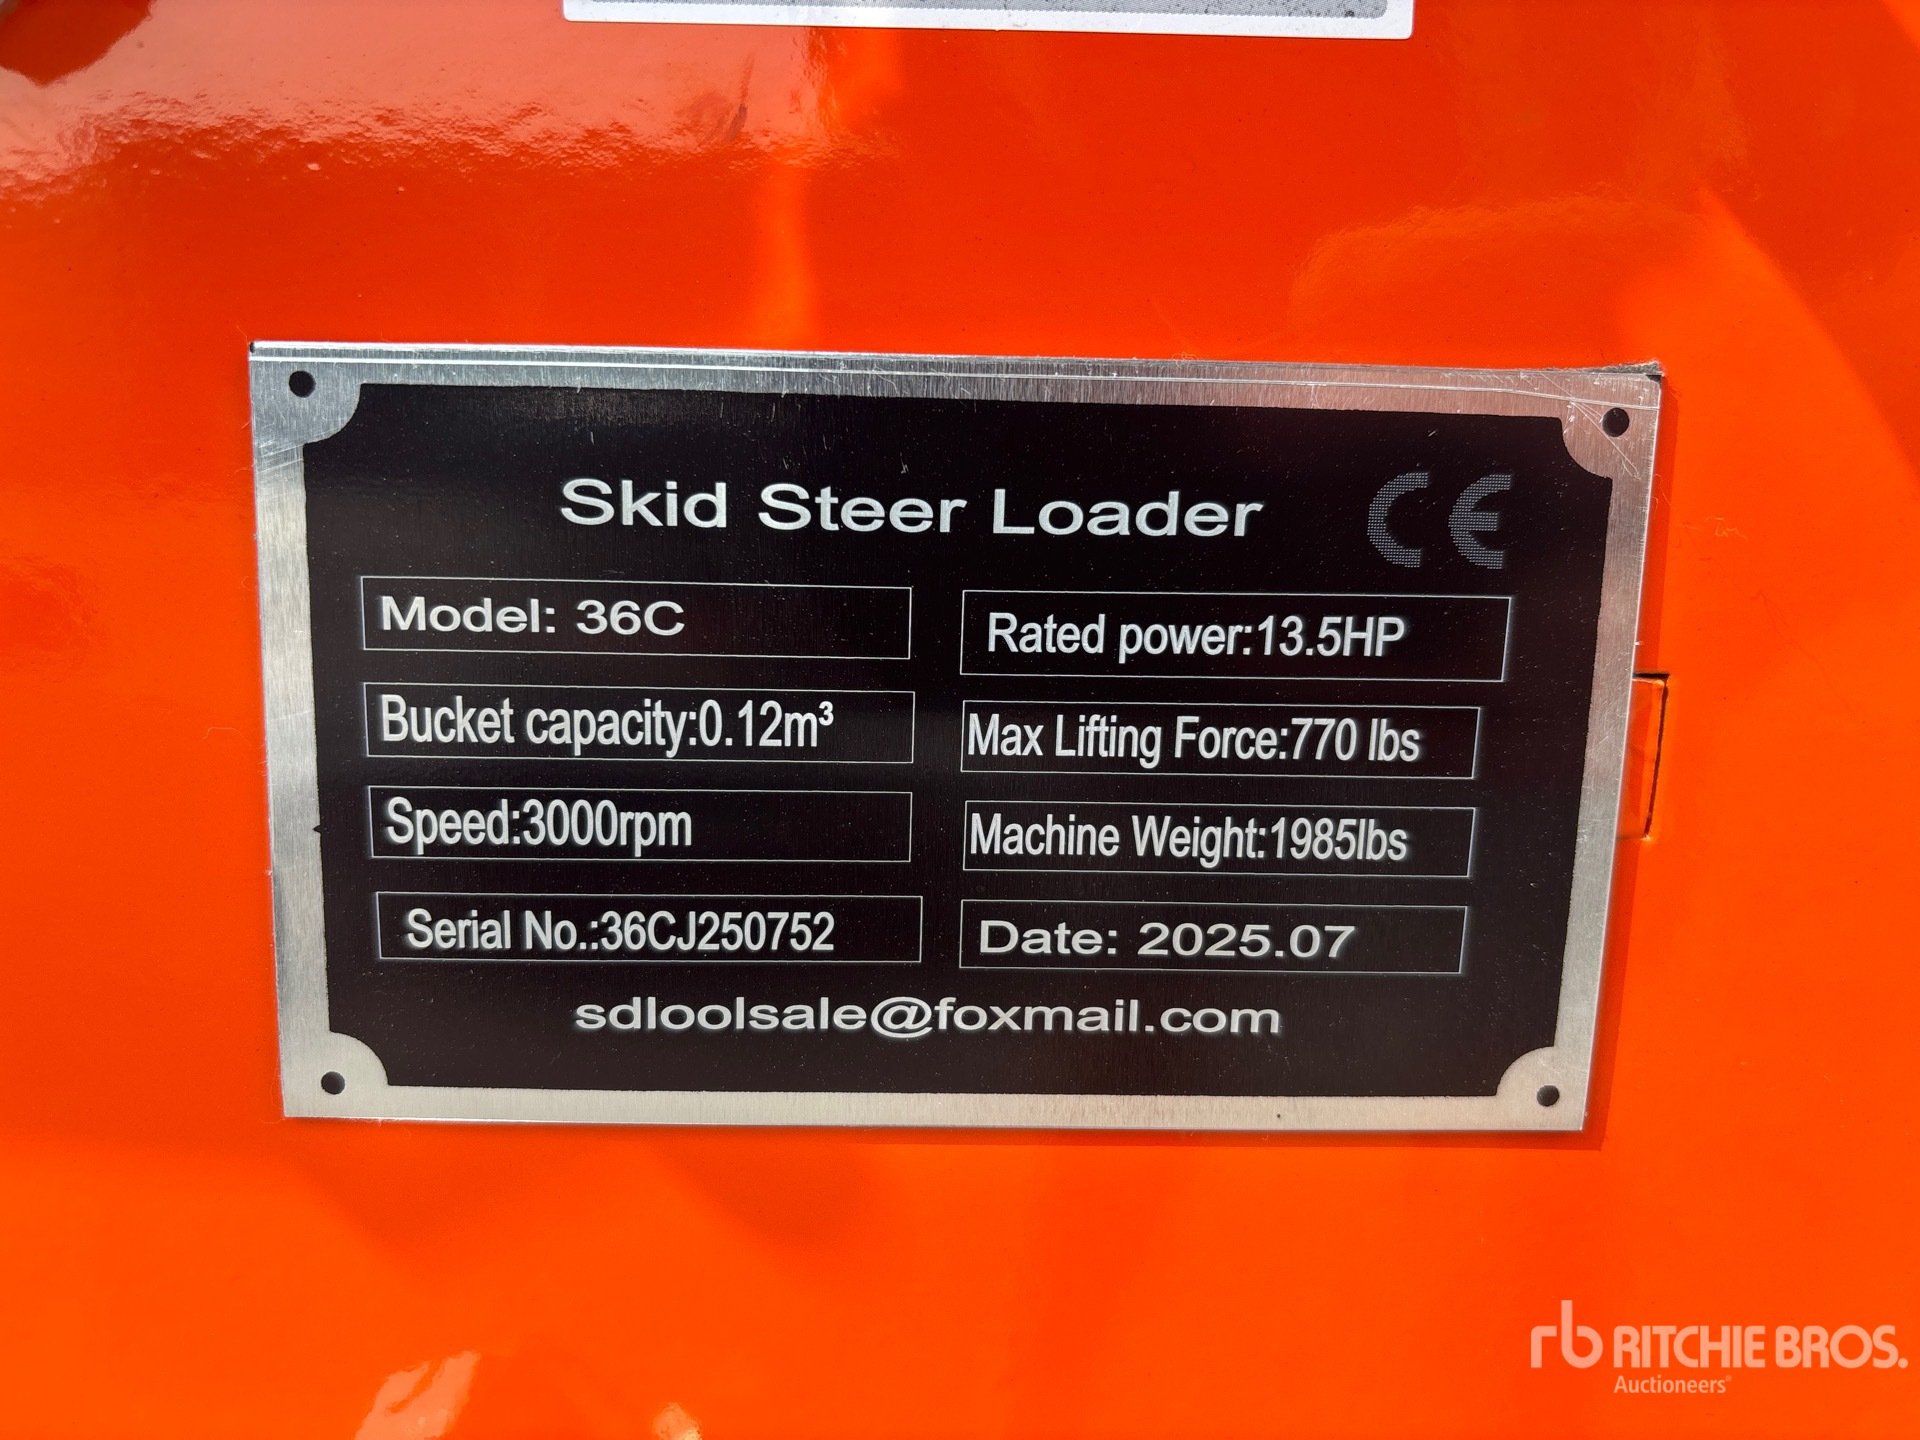 Skid Steer Loader CE
Model: 36C
Rated power:13.5HP
Bucket capacity:0.12m³
Max Lifting Force:770 lbs
Speed:3000rpm
Machine Weight:1985lbs
Serial No.:36CJ250752
Date: 2025.07
sdloolsale@foxmail.com
rb RITCHIE BROS.
Auctioneers®